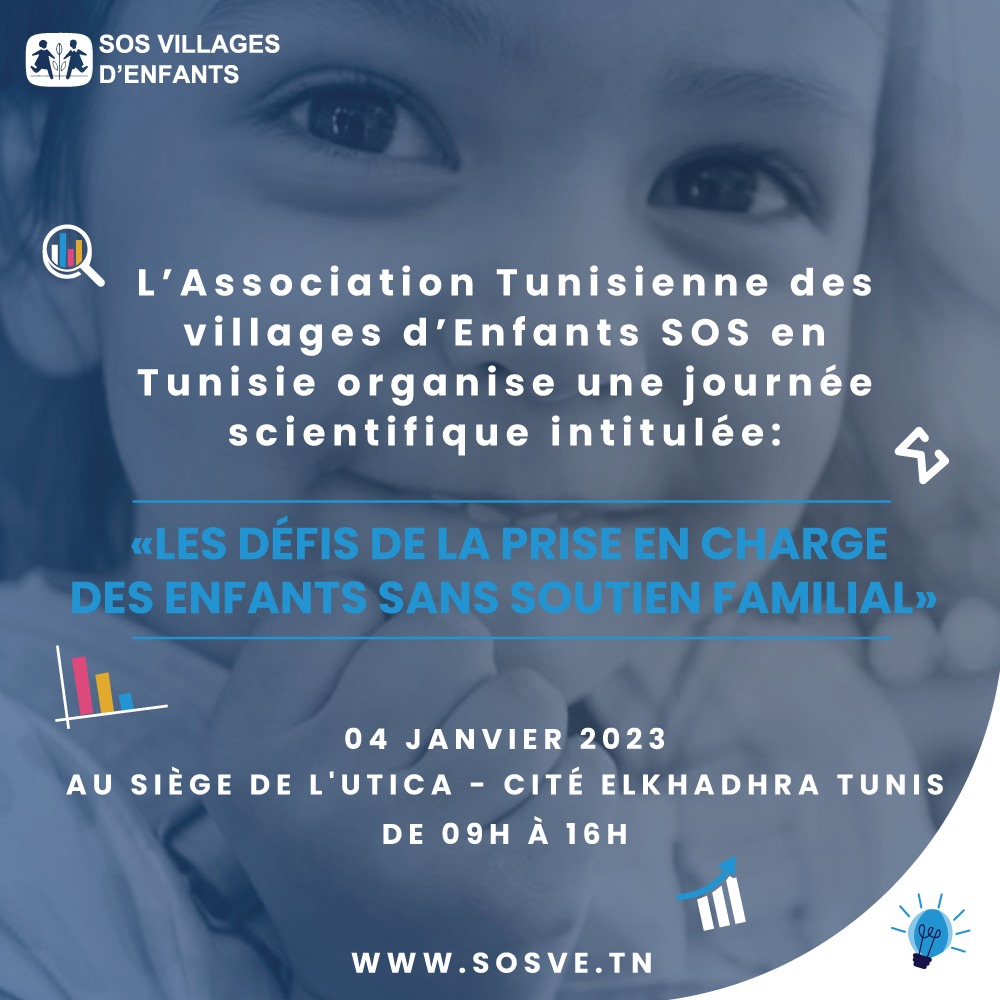 SOS VILLAGES
D’ENFANTS
L’Association Tunisienne des
villages d’Enfants SOS en
Tunisie organise une journée
scientifique intitulée:
«LES DÉFIS DE LA PRISE EN CHARGE
DES ENFANTS SANS SOUTIEN FAMILIAL»
04 JANVIER 2023
AU SIÈGE DE L'UTICA - CITÉ ELKHADHRA TUNIS
DE 09H À 16H
WWW.SOSVE.TN